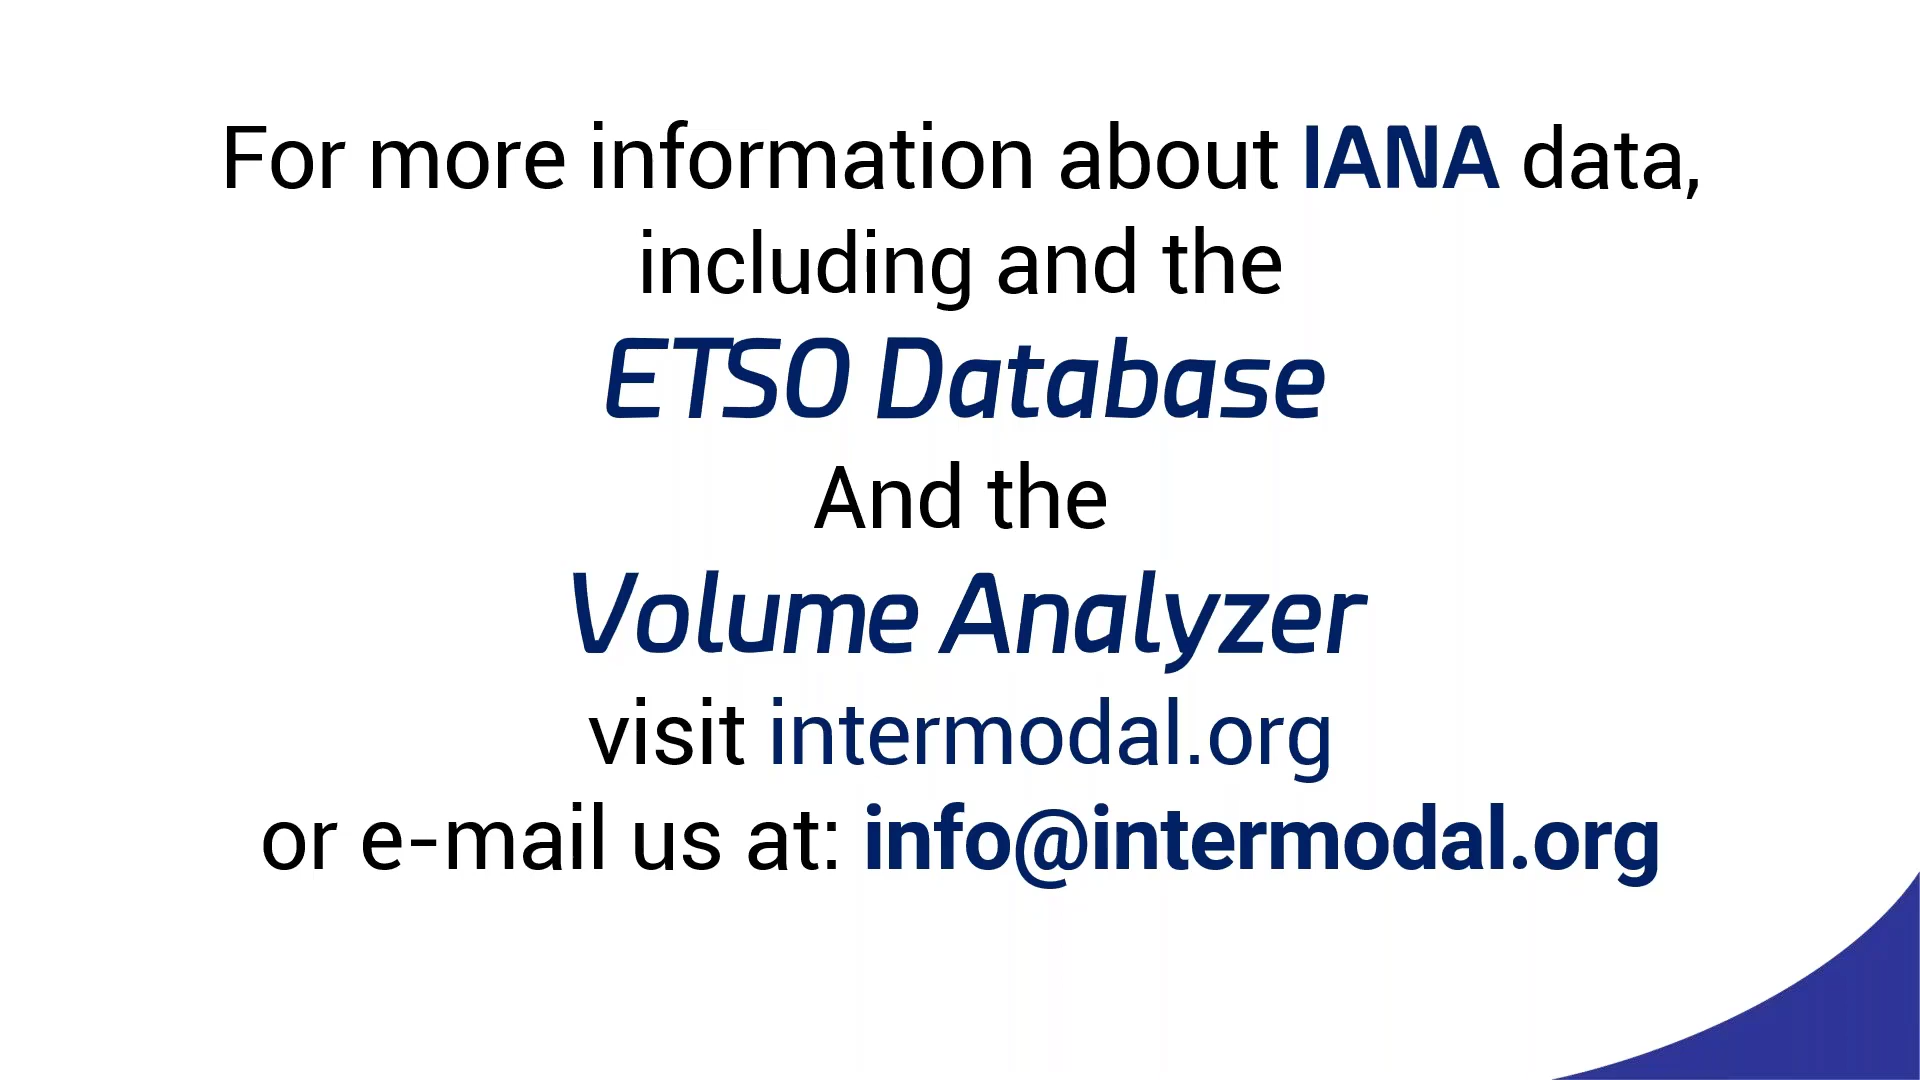 For more information about IANA data,
including and the
ETSO Database
And the
Volume Analyzer
visit intermodal.org
or e-mail us at: info@intermodal.org